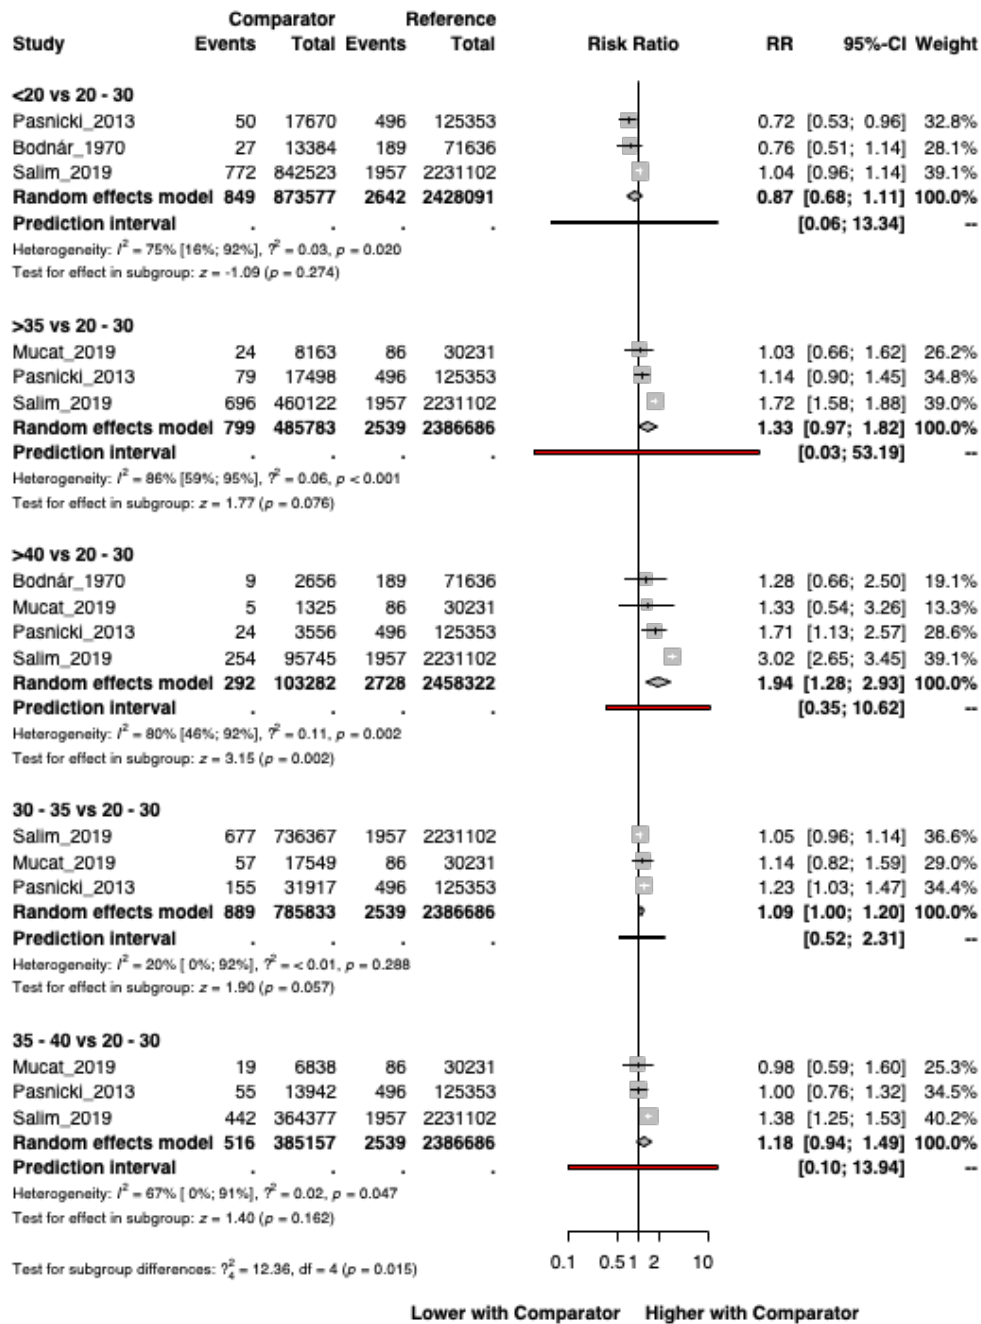 Comparator Reference
Study Events Total Events Total Risk Ratio RR 95%-CI Weight
<20 vs 20 - 30
Pasnicki_2013 50 17670 496 125353 0.72 [0.53; 0.96] 32.8%
Bodnár_1970 27 13384 189 71636 0.76 [0.51; 1.14] 28.1%
Salim_2019 772 842523 1957 2231102 1.04 [0.96; 1.14] 39.1%
Random effects model 849 873577 2642 2428091 0.87 [0.68; 1.11] 100.0%
Prediction interval . . . . [0.06; 13.34] --
Heterogeneity: I² = 75% [16%; 92%], ?² = 0.03, p = 0.020
Test for effect in subgroup: z = -1.09 (p = 0.274)
>35 vs 20 - 30
Mucat_2019 24 8163 86 30231 1.03 [0.66; 1.62] 26.2%
Pasnicki_2013 79 17498 496 125353 1.14 [0.90; 1.45] 34.8%
Salim_2019 696 460122 1957 2231102 1.72 [1.58; 1.88] 39.0%
Random effects model 799 485783 2539 2386686 1.33 [0.97; 1.82] 100.0%
Prediction interval . . . . [0.03; 53.19] --
Heterogeneity: I² = 86% [59%; 95%], ?² = 0.06, p < 0.001
Test for effect in subgroup: z = 1.77 (p = 0.076)
>40 vs 20 - 30
Bodnár_1970 9 2656 189 71636 1.28 [0.66; 2.50] 19.1%
Mucat_2019 5 1325 86 30231 1.33 [0.54; 3.26] 13.3%
Pasnicki_2013 24 3556 496 125353 1.71 [1.13; 2.57] 28.6%
Salim_2019 254 95745 1957 2231102 3.02 [2.65; 3.45] 39.1%
Random effects model 292 103282 2728 2458322 1.94 [1.28; 2.93] 100.0%
Prediction interval . . . . [0.35; 10.62] --
Heterogeneity: I² = 80% [46%; 92%], ?² = 0.11, p = 0.002
Test for effect in subgroup: z = 3.15 (p = 0.002)
30 - 35 vs 20 - 30
Salim_2019 677 736367 1957 2231102 1.05 [0.96; 1.14] 36.6%
Mucat_2019 57 17549 86 30231 1.14 [0.82; 1.59] 29.0%
Pasnicki_2013 155 31917 496 125353 1.23 [1.03; 1.47] 34.4%
Random effects model 889 785833 2539 2386686 1.09 [1.00; 1.20] 100.0%
Prediction interval . . . . [0.52; 2.31] --
Heterogeneity: I² = 20% [ 0%; 92%], ?² = < 0.01, p = 0.288
Test for effect in subgroup: z = 1.90 (p = 0.057)
35 - 40 vs 20 - 30
Mucat_2019 19 6838 86 30231 0.98 [0.59; 1.60] 25.3%
Pasnicki_2013 55 13942 496 125353 1.00 [0.76; 1.32] 34.5%
Salim_2019 442 364377 1957 2231102 1.38 [1.25; 1.53] 40.2%
Random effects model 516 385157 2539 2386686 1.18 [0.94; 1.49] 100.0%
Prediction interval . . . . [0.10; 13.94] --
Heterogeneity: I² = 67% [ 0%; 91%], ?² = 0.02, p = 0.047
Test for effect in subgroup: z = 1.40 (p = 0.162)
0.1 0.5 1 2 10
Test for subgroup differences: ?²₄ = 12.36, df = 4 (p = 0.015)
Lower with Comparator Higher with Comparator